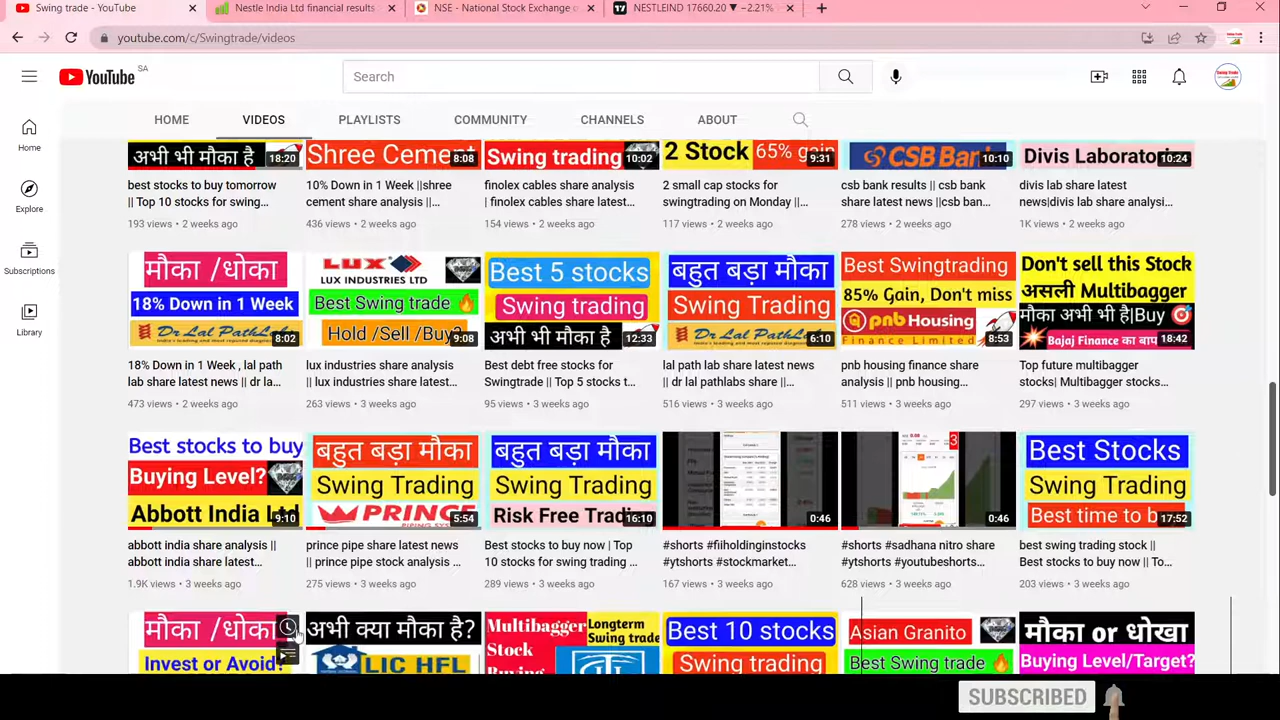 Swing trade - YouTube
Nestle India Ltd financial results
NSE - National Stock Exchange o
NESTLEIND 17660.20 ▼ −2.21%
youtube.com/c/Swingtrade/videos
YouTube SA
Search
HOME
VIDEOS
PLAYLISTS
COMMUNITY
CHANNELS
ABOUT
Home
Explore
Subscriptions
Library
अभी भी मौका है
18:20
Shree Cement
8:08
Swing trading
10:02
2 Stock 65% gain
9:31
CSB Bank
10:10
Divis Laborato
10:24
best stocks to buy tomorrow
|| Top 10 stocks for swing...
193 views • 2 weeks ago
10% Down in 1 Week ||shree
cement share analysis ||...
436 views • 2 weeks ago
finolex cables share analysis
| finolex cables share latest...
154 views • 2 weeks ago
2 small cap stocks for
swingtrading on Monday ||...
117 views • 2 weeks ago
csb bank results || csb bank
share latest news ||csb ban...
278 views • 2 weeks ago
divis lab share latest
news|divis lab share analysi...
1K views • 2 weeks ago
मौका /धोका
18% Down in 1 Week
Dr Lal PathLabs
8:02
LUX
INDUSTRIES LTD
Best Swing trade
Hold /Sell /Buy?
9:08
Best 5 stocks
Swing trading
अभी भी मौका है
12:33
बहुत बड़ा मौका
Swing Trading
Dr Lal PathLabs
6:10
Best Swingtrading
85% Gain, Don't miss
pnb Housing
Finance Limited
8:53
Don't sell this Stock
असली Multibagger
मौका अभी भी है|Buy
Bajaj Finance का बाप
18:42
18% Down in 1 Week , lal path
lab share latest news || dr la...
473 views • 2 weeks ago
lux industries share analysis
|| lux industries share latest...
263 views • 3 weeks ago
Best debt free stocks for
Swingtrade || Top 5 stocks t...
95 views • 3 weeks ago
lal path lab share latest news
|| dr lal pathlabs share ||...
516 views • 3 weeks ago
pnb housing finance share
analysis || pnb housing...
511 views • 3 weeks ago
Top future multibagger
stocks| Multibagger stocks...
297 views • 3 weeks ago
Best stocks to buy
Buying Level?
Abbott India Ltd
9:10
बहुत बड़ा मौका
Swing Trading
PRINCE
5:54
बहुत बड़ा मौका
Swing Trading
Risk Free Tradi
16:10
0:46
3
0:46
Best Stocks
Swing Trading
Best time to b
17:52
abbott india share analysis ||
abbott india share latest...
1.9K views • 3 weeks ago
prince pipe share latest news
|| prince pipe stock analysis ...
275 views • 3 weeks ago
Best stocks to buy now | Top
10 stocks for swing trading ...
289 views • 3 weeks ago
#shorts #fiiholdinginstocks
#ytshorts #stockmarket...
167 views • 3 weeks ago
#shorts #sadhana nitro share
#ytshorts #youtubeshorts...
628 views • 3 weeks ago
best swing trading stock ||
Best stocks to buy now || To...
203 views • 3 weeks ago
मौका /धोका
Invest or Avoid?
अभी क्या मौका है?
LIC HFL
Multibagger
Stock
Buying
Longterm
Swing trade
Best 10 stocks
Swing trading
Asian Granito
Best Swing trade
मौका or धोखा
Buying Level/Target?
SUBSCRIBED